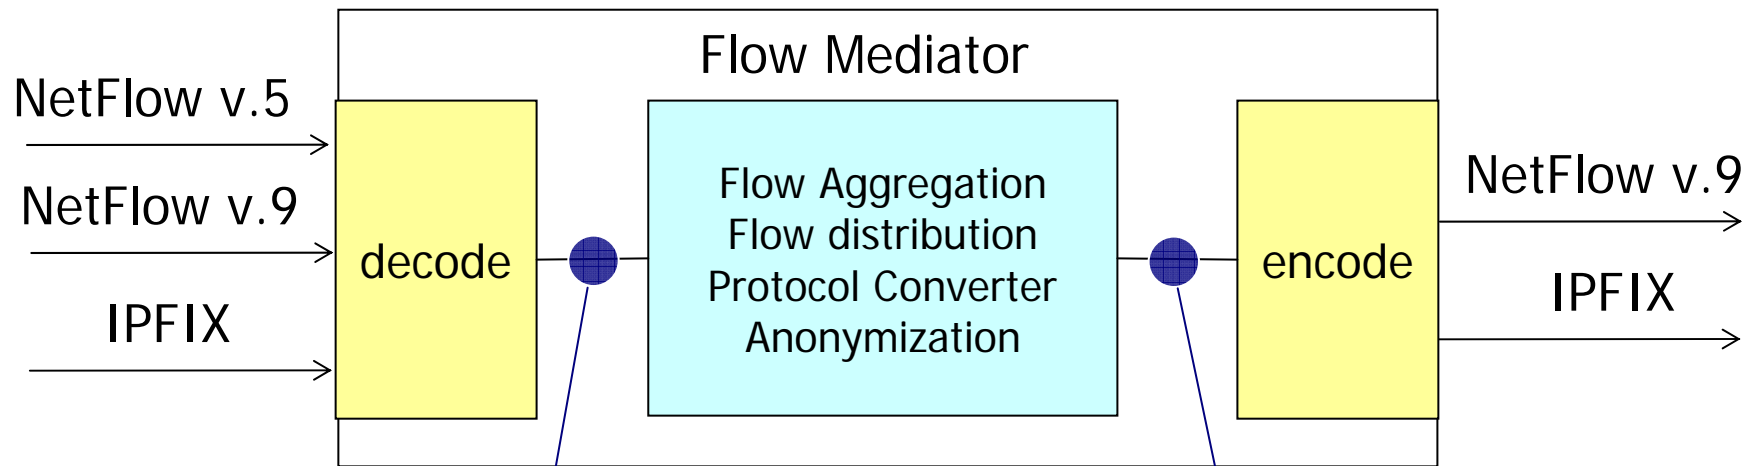 Flow Mediator
NetFlow v.5
NetFlow v.9
IPFIX
decode
Flow Aggregation
Flow distribution
Protocol Converter
Anonymization
encode
NetFlow v.9
IPFIX